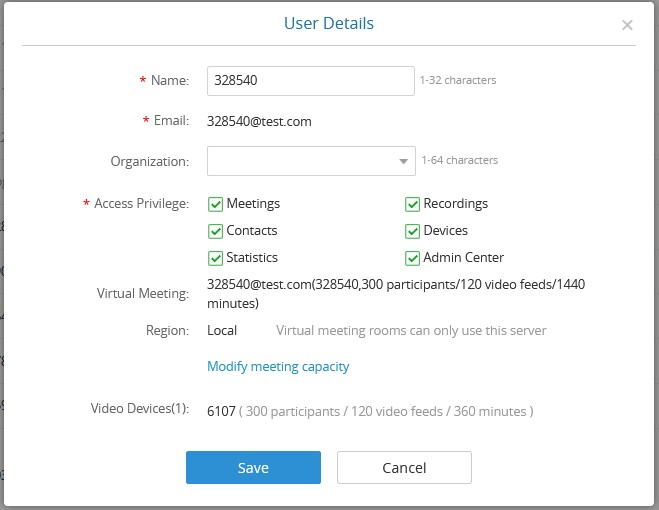 User Details
* Name: 328540 1-32 characters
* Email: 328540@test.com
Organization: 1-64 characters
* Access Privilege: Meetings Recordings
Contacts Devices
Statistics Admin Center
Virtual Meeting: 328540@test.com(328540,300 participants/120 video feeds/1440
minutes)
Region: Local Virtual meeting rooms can only use this server
Modify meeting capacity
Video Devices(1): 6107 ( 300 participants / 120 video feeds / 360 minutes )
Save Cancel